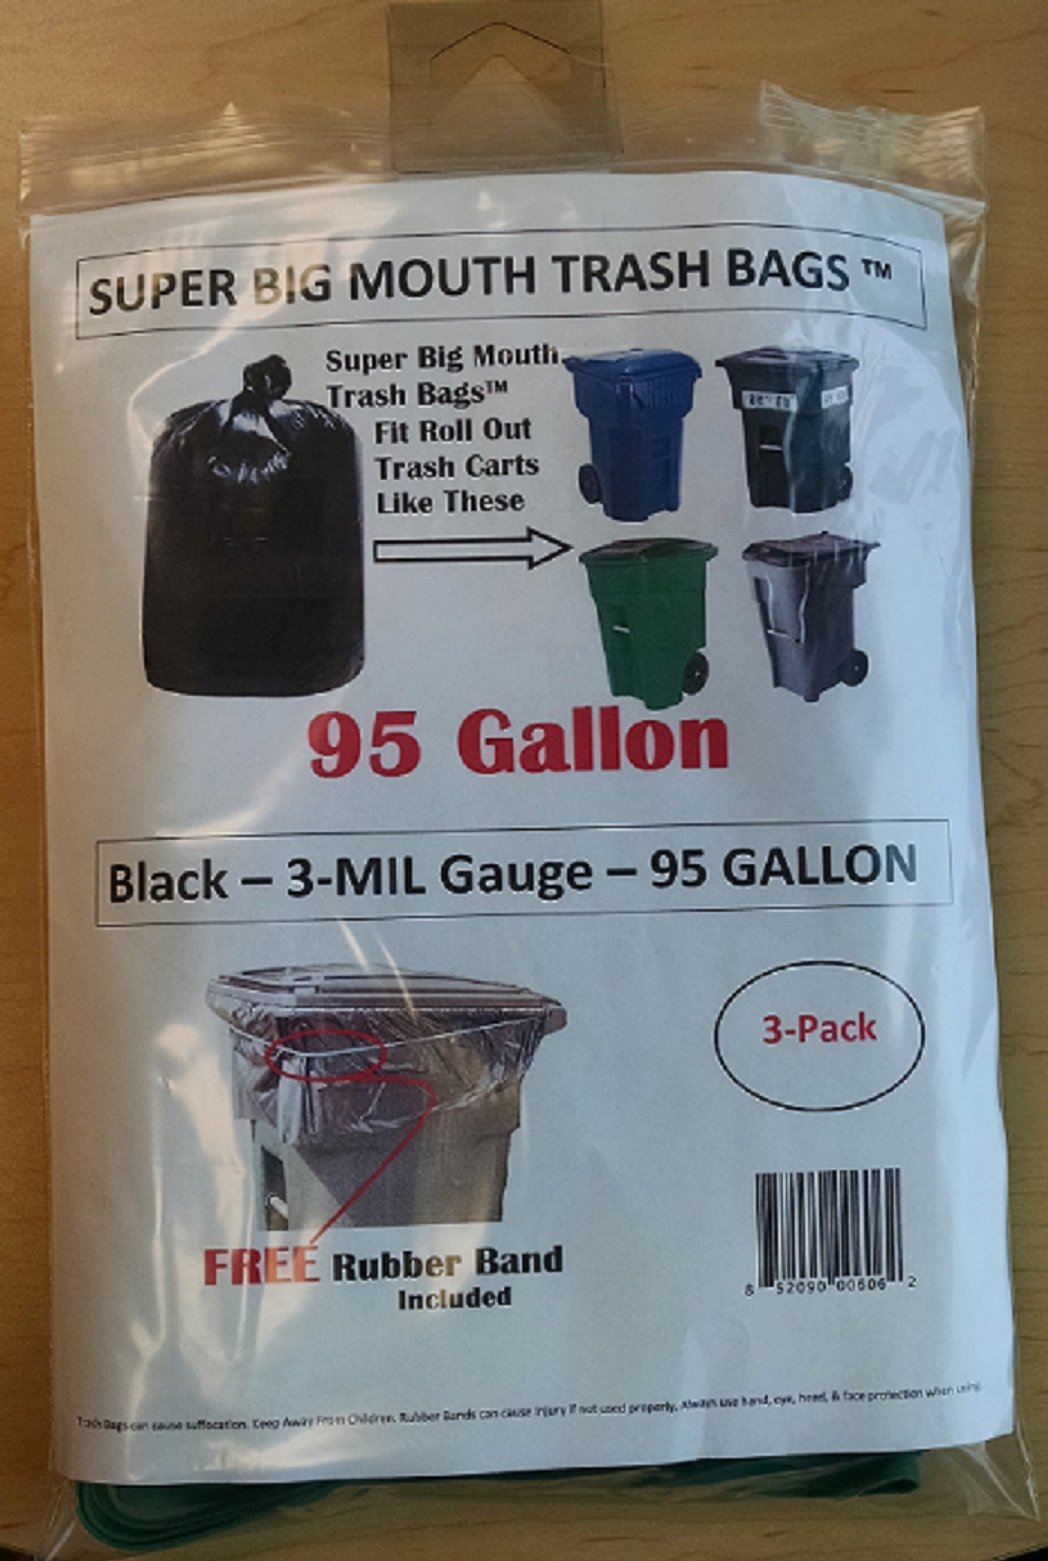 SUPER BIG MOUTH TRASH BAGS ™
Super Big Mouth
Trash Bags™
Fit Roll Out
Trash Carts
Like These
95 Gallon
Black – 3-MIL Gauge – 95 GALLON
3-Pack
FREE Rubber Band
Included
8 52090 00606 2
Trash Bags can cause suffocation. Keep Away From Children. Rubber Bands can cause injury if not used properly. Always use hand, eye, head, & face protection when using.